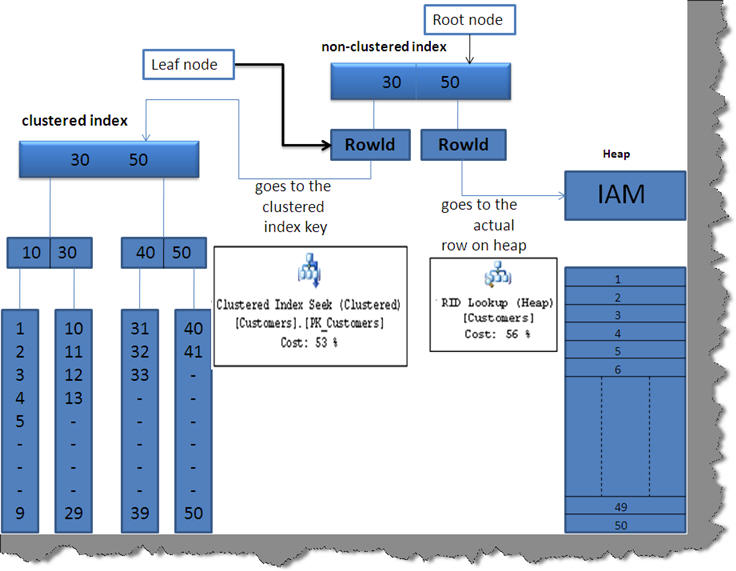 Root node
non-clustered index
Leaf node
30 50
clustered index
RowId RowId
30 50
Heap
IAM
goes to the
clustered
index key
goes to the
actual
row on heap
10 30 40 50
Clustered Index Seek (Clustered)
[Customers].[PK_Customers]
Cost: 53 %
RID Lookup (Heap)
[Customers]
Cost: 56 %
1 10 31 40
2 11 32 41
3 12 33 -
4 13 - -
5 - - -
- - - -
- - - -
- - - -
9 29 39 50
1
2
3
4
5
6
49
50